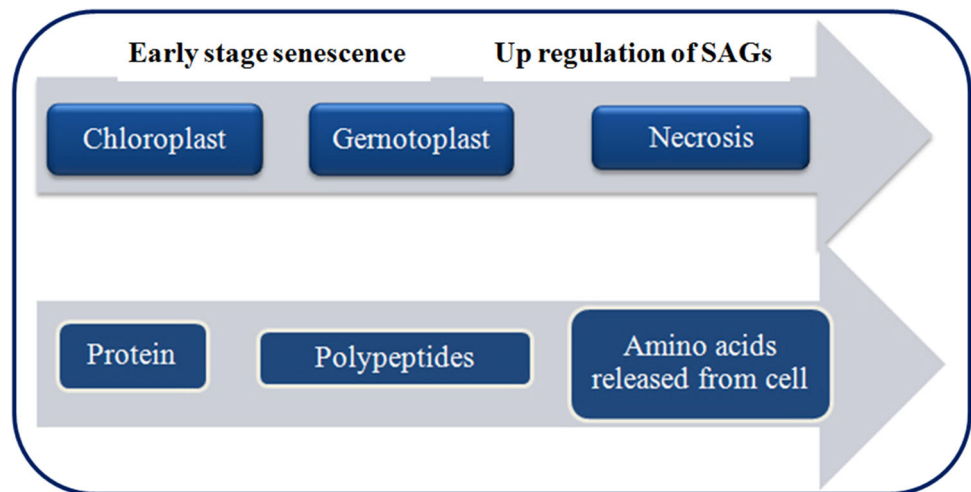 Early stage senescence
Up regulation of SAGs
Chloroplast
Gernotoplast
Necrosis
Protein
Polypeptides
Amino acids
released from cell